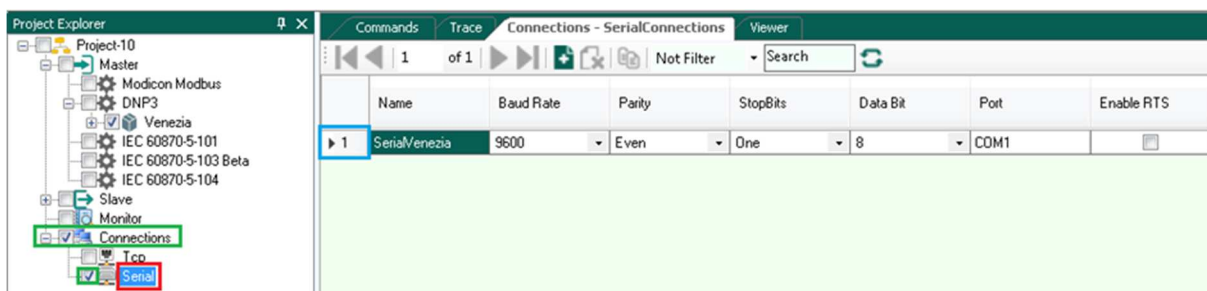 Project Explorer
Project-10
Master
Modicon Modbus
DNP3
Venezia
IEC 60870-5-101
IEC 60870-5-103 Beta
IEC 60870-5-104
Slave
Monitor
Connections
Tcp
Serial
Commands Trace Connections - SerialConnections Viewer
1 of 1 Not Filter Search
Name Baud Rate Parity StopBits Data Bit Port Enable RTS
1 SerialVenezia 9600 Even One 8 COM1